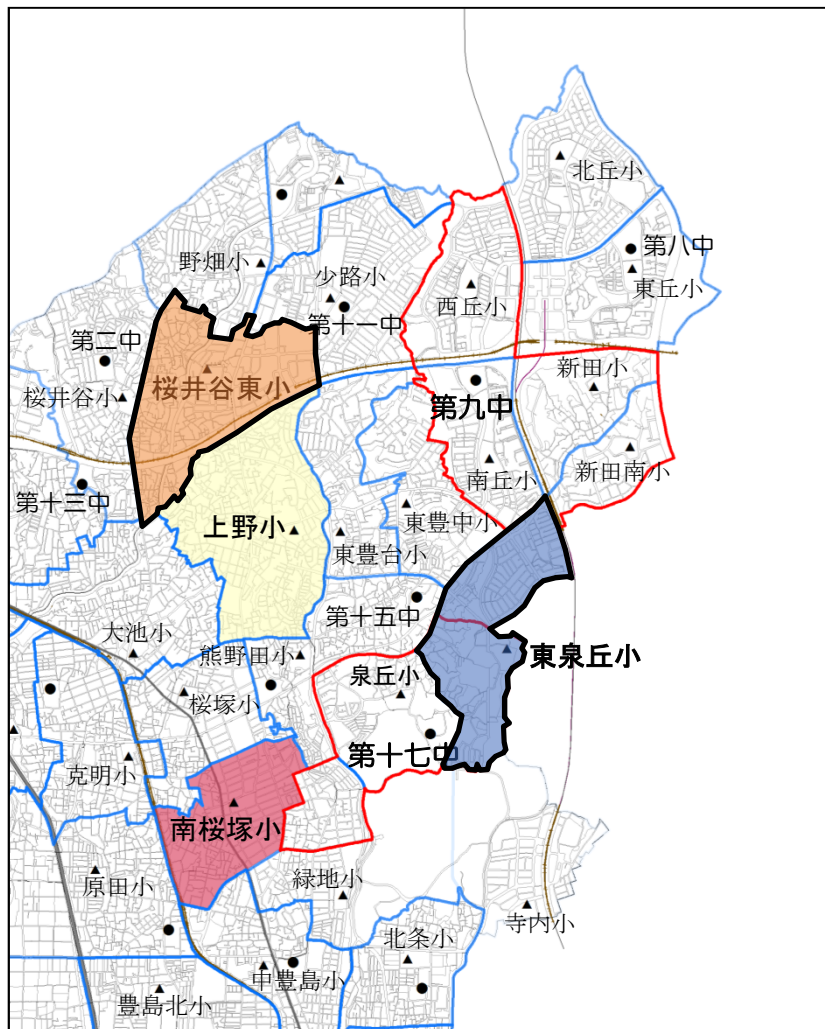 北丘小
第八中
野畑小
少路小
東丘小
西丘小
第十一中
第二中
新田小
桜井谷東小
桜井谷小
第九中
新田南小
南丘小
第十三中
東豊中小
上野小
東豊台小
第十五中
大池小
熊野田小
東泉丘小
泉丘小
桜塚小
第十七中
克明小
南桜塚小
原田小
緑地小
寺内小
北条小
中豊島小
豊島北小